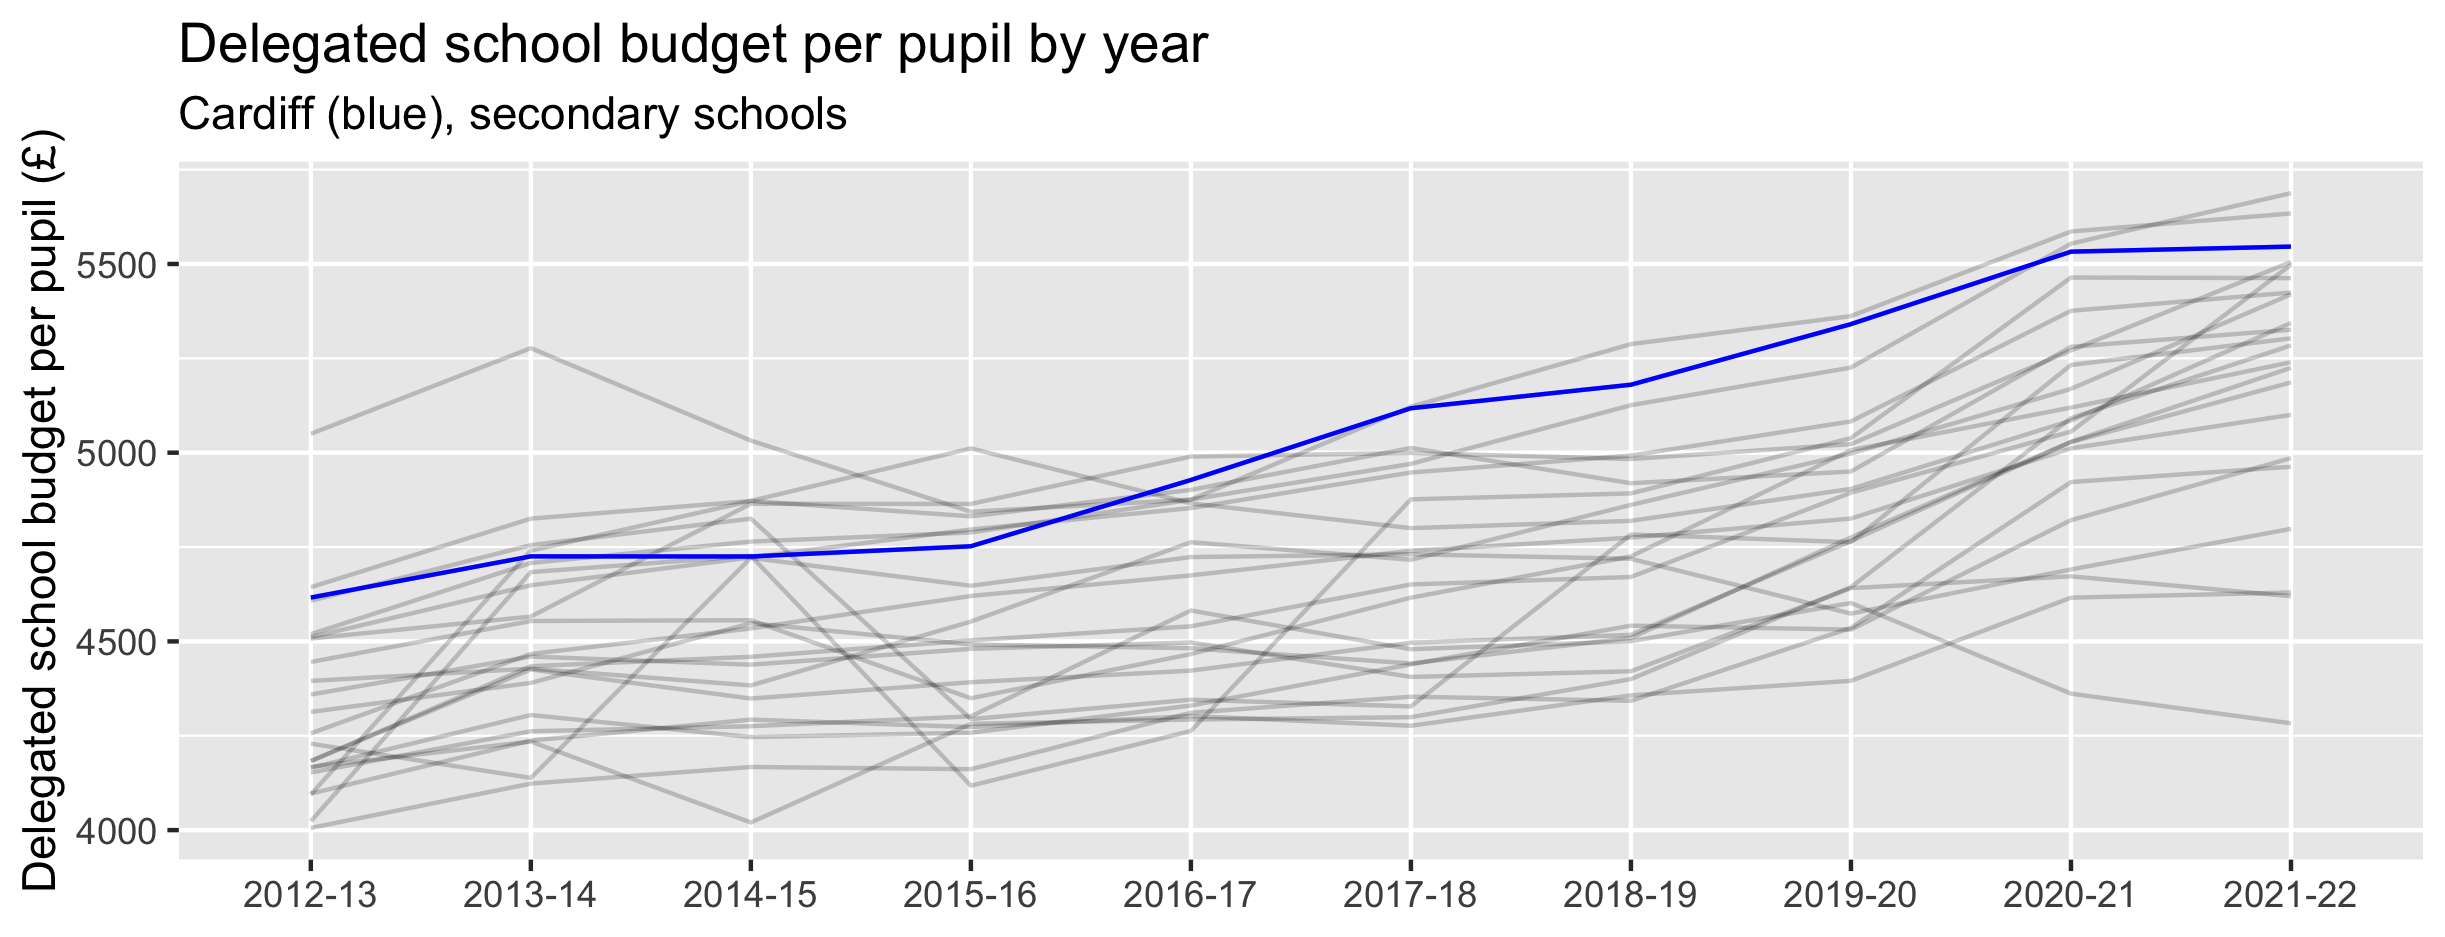 Delegated school budget per pupil by year
Cardiff (blue), secondary schools
Delegated school budget per pupil (£)
5500
5000
4500
4000
2012-13 2013-14 2014-15 2015-16 2016-17 2017-18 2018-19 2019-20 2020-21 2021-22